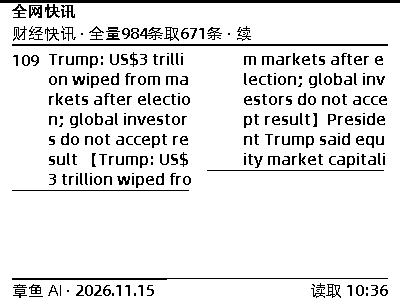 全网快讯
财经快讯 · 全量984条取671条 · 续
109 Trump: US$3 trilli
on wiped from ma
rkets after electio
n; global investor
s do not accept re
sult 【Trump: US$
3 trillion wiped fro
m markets after e
lection; global inv
estors do not acce
pt result】Preside
nt Trump said equ
ity market capitali
章鱼 AI · 2026.11.15
读取 10:36